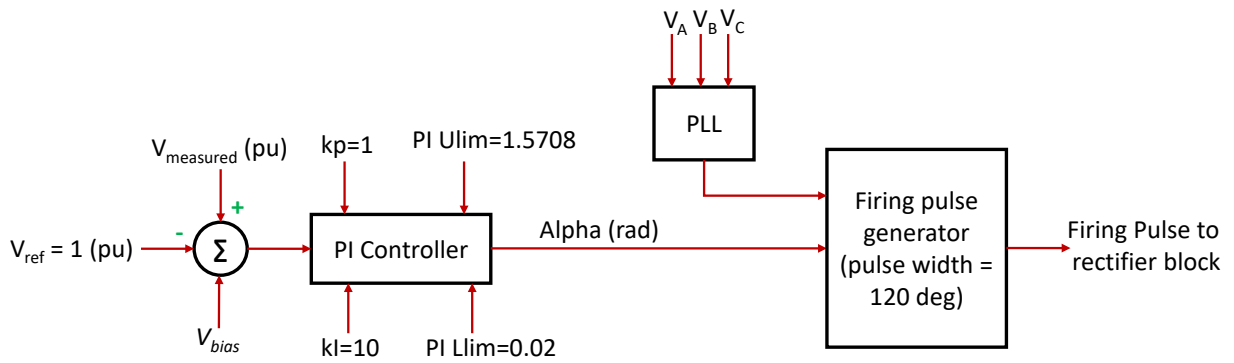 V_A V_B V_C
PLL
V_measured (pu)
kp=1
PI Ulim=1.5708
+
-
V_ref = 1 (pu)
Σ
PI Controller
Alpha (rad)
Firing pulse
generator
(pulse width =
120 deg)
Firing Pulse to
rectifier block
V_bias
kI=10
PI Llim=0.02